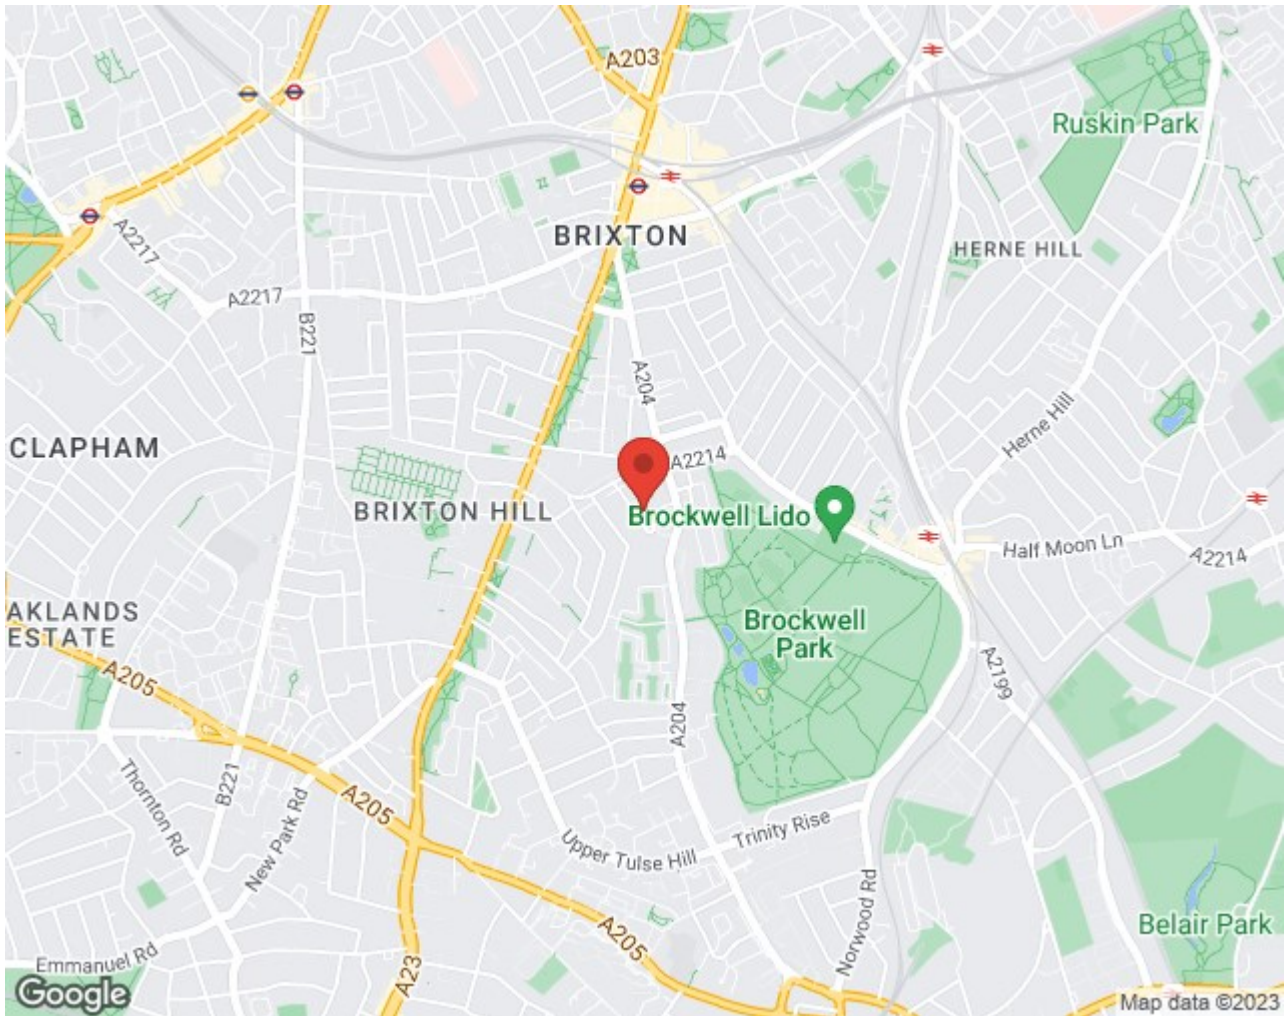 A203
Ruskin Park
BRIXTON
HERNE HILL
A2217
A2217
B221
A204
Herne Hill
CLAPHAM
A2214
BRIXTON HILL
Brockwell Lido
Half Moon Ln
A2214
AKLANDS
ESTATE
Brockwell
Park
A205
A2199
A204
Thornton Rd
B221
New Park Rd
A205
Upper Tulse Hill
Trinity Rise
Norwood Rd
A205
Belair Park
Emmanuel Rd
A23
Google
Map data ©2023